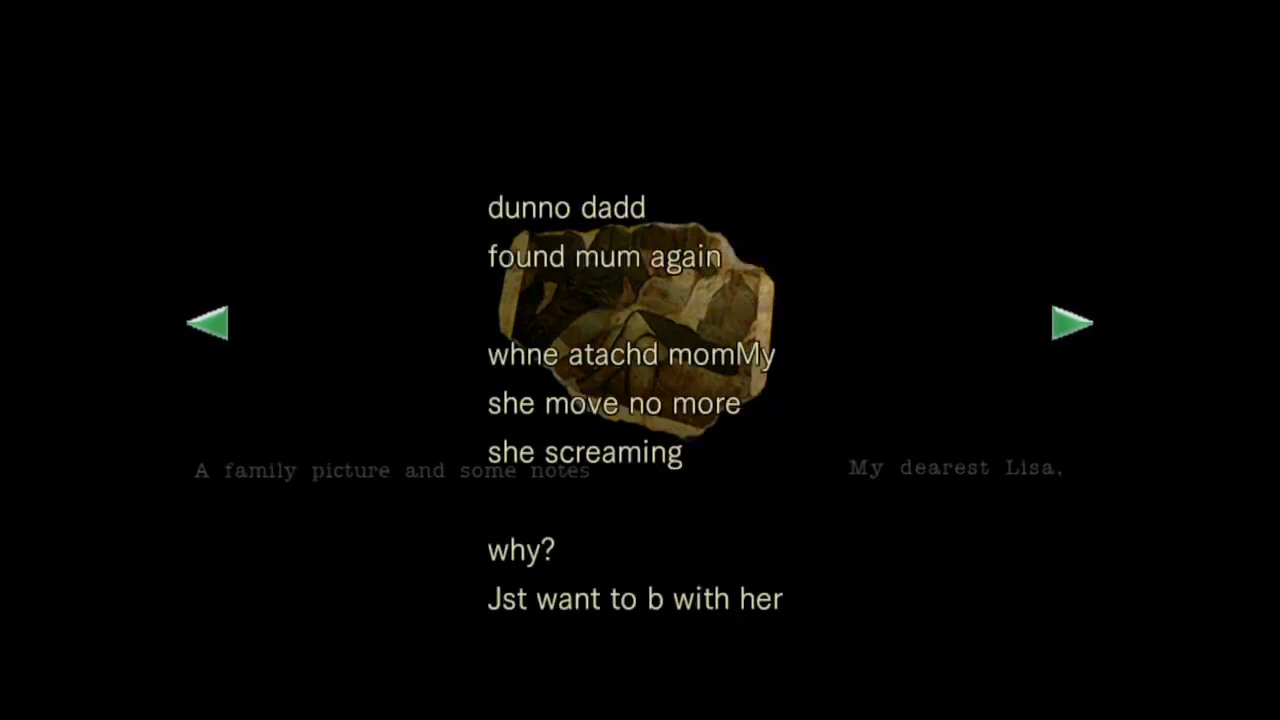 dunno dadd
found mum again
whne atachd momMy
she move no more
she screaming
A family picture and some notes
My dearest Lisa,
why?
Jst want to b with her